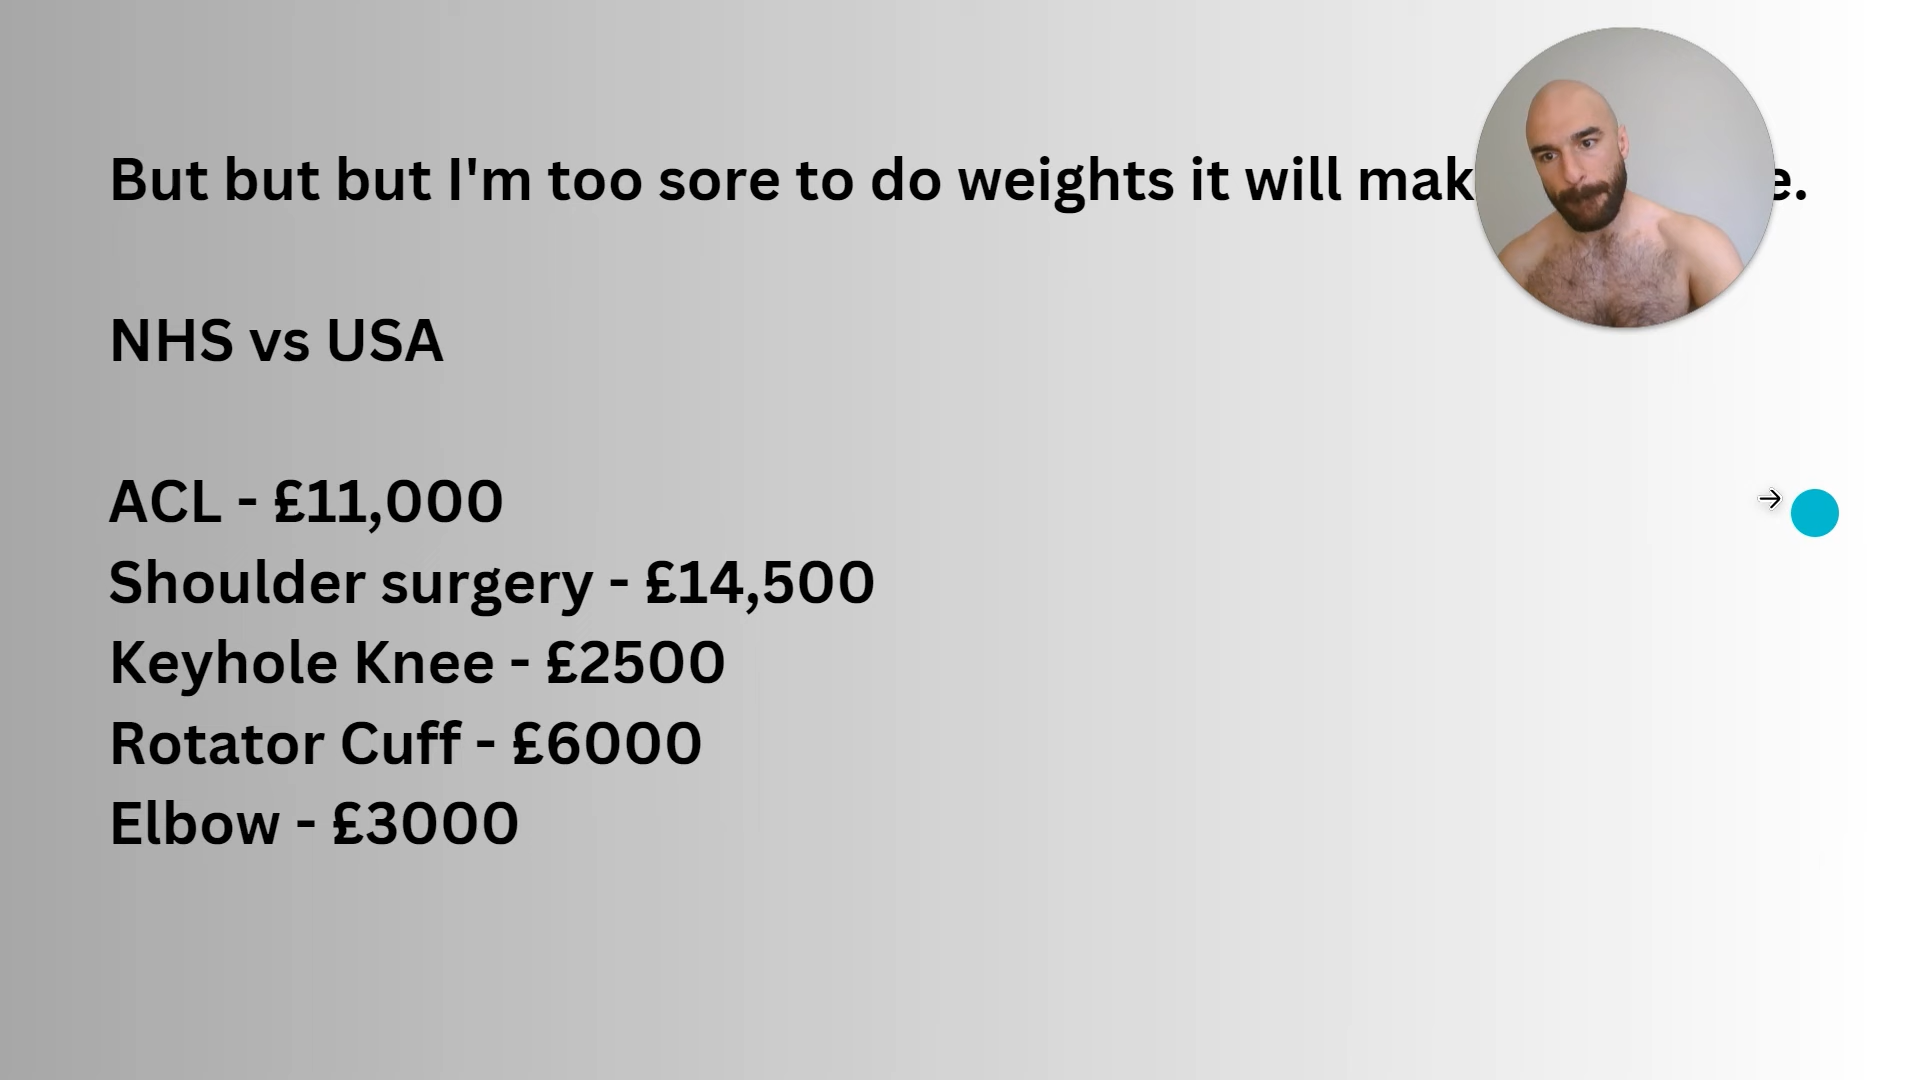 But but but I'm too sore to do weights it will
NHS vs USA
ACL - £11,000
Shoulder surgery - £14,500
Keyhole Knee - £2500
Rotator Cuff - £6000
Elbow - £3000